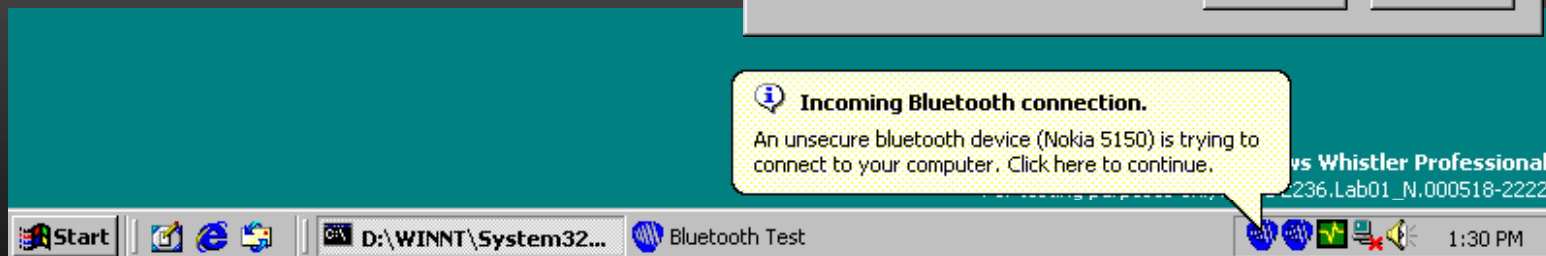 Incoming Bluetooth connection.
An unsecure bluetooth device (Nokia 5150) is trying to
connect to your computer. Click here to continue.
Whistler Professional
2236.Lab01_N.000518-2222
Start
D:\WINNT\System32...
Bluetooth Test
1:30 PM